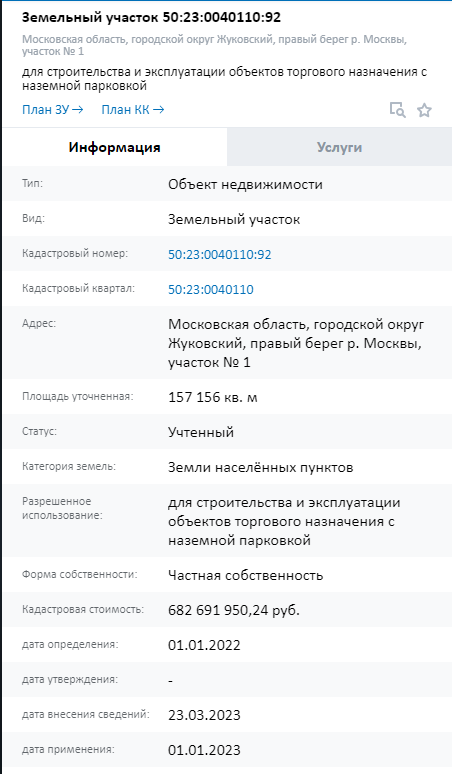 Земельный участок 50:23:0040110:92
Московская область, городской округ Жуковский, правый берег р. Москвы,
участок № 1
для строительства и эксплуатации объектов торгового назначения с
наземной парковкой
План ЗУ → План КК →
Информация Услуги
Тип: Объект недвижимости
Вид: Земельный участок
Кадастровый номер: 50:23:0040110:92
Кадастровый квартал: 50:23:0040110
Адрес: Московская область, городской округ
Жуковский, правый берег р. Москвы,
участок № 1
Площадь уточненная: 157 156 кв. м
Статус: Учтенный
Категория земель: Земли населённых пунктов
Разрешенное
использование:
для строительства и эксплуатации
объектов торгового назначения с
наземной парковкой
Форма собственности: Частная собственность
Кадастровая стоимость: 682 691 950,24 руб.
дата определения: 01.01.2022
дата утверждения: -
дата внесения сведений: 23.03.2023
дата применения: 01.01.2023